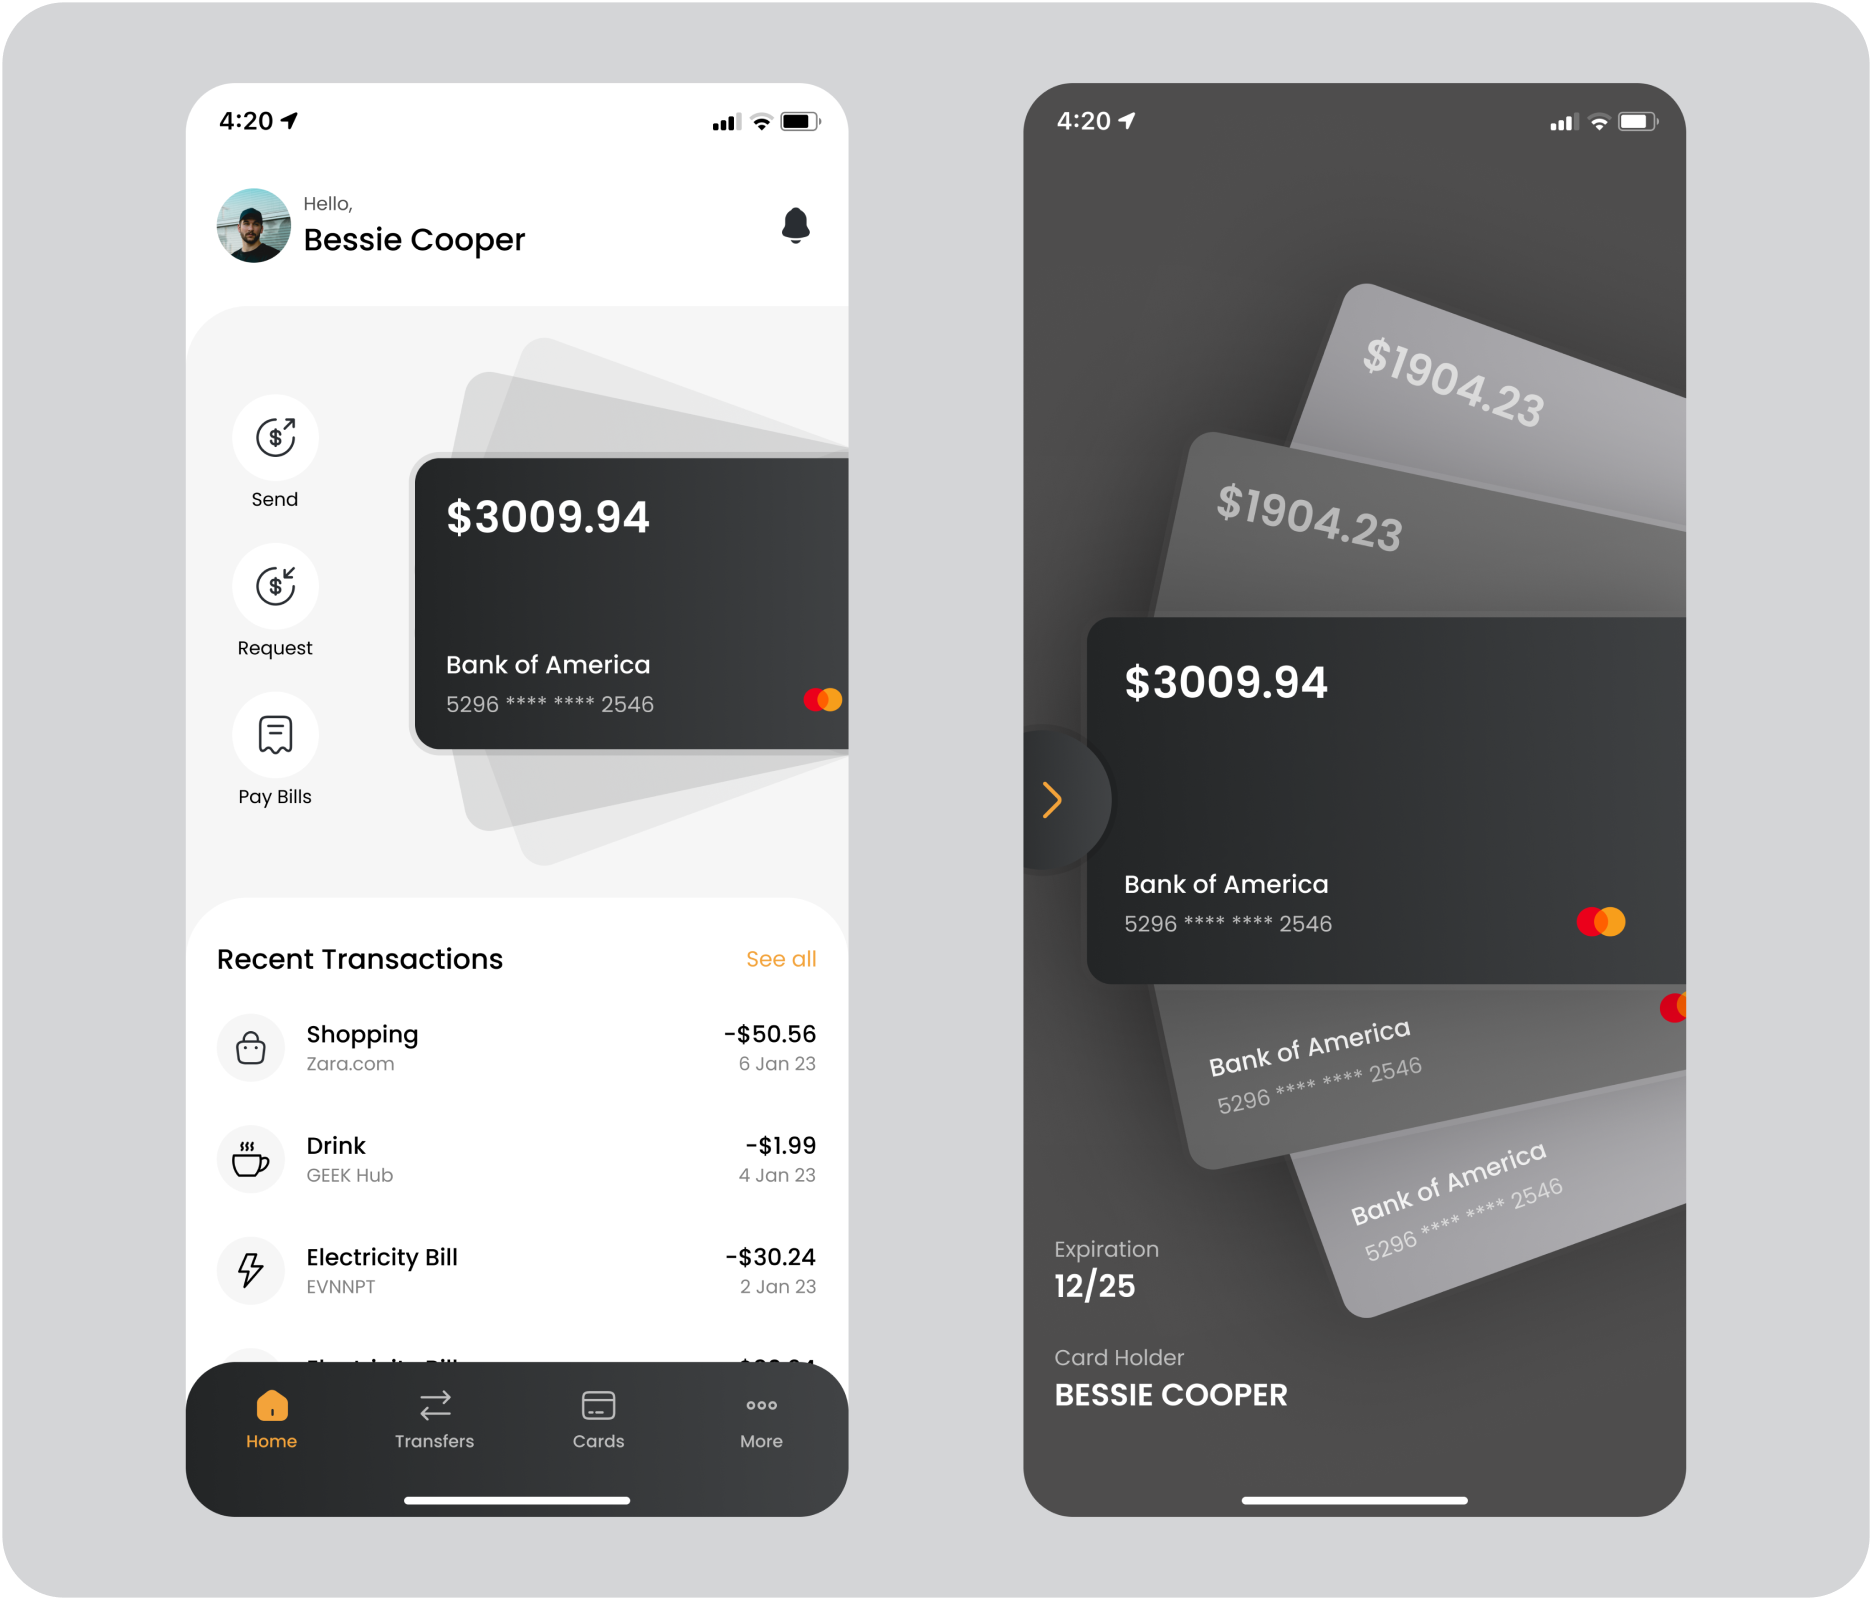 4:20
Hello,
Bessie Cooper
Send
Request
Pay Bills
$3009.94
Bank of America
5296 **** **** 2546
Recent Transactions
See all
Shopping
-$50.56
Zara.com
6 Jan 23
Drink
-$1.99
GEEK Hub
4 Jan 23
Electricity Bill
-$30.24
EVNNPT
2 Jan 23
Home
Transfers
Cards
More
4:20
$1904.23
$1904.23
$3009.94
Bank of America
5296 **** **** 2546
Bank of America
5296 **** **** 2546
Bank of America
5296 **** **** 2546
Expiration
12/25
Card Holder
BESSIE COOPER